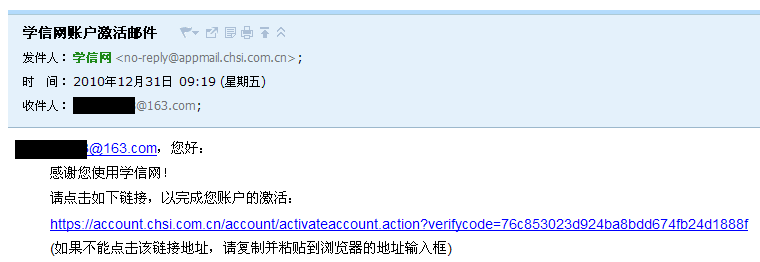 学信网账户激活邮件
发件人：学信网 <no-reply@appmail.chsi.com.cn>;
时 间：2010年12月31日 09:19 (星期五)
收件人： @163.com;
@163.com，您好：
感谢您使用学信网!
请点击如下链接，以完成您账户的激活：
https://account.chsi.com.cn/account/activateaccount.action?verifycode=76c853023d924ba8bdd674fb24d1888f
(如果不能点击该链接地址，请复制并粘贴到浏览器的地址输入框)